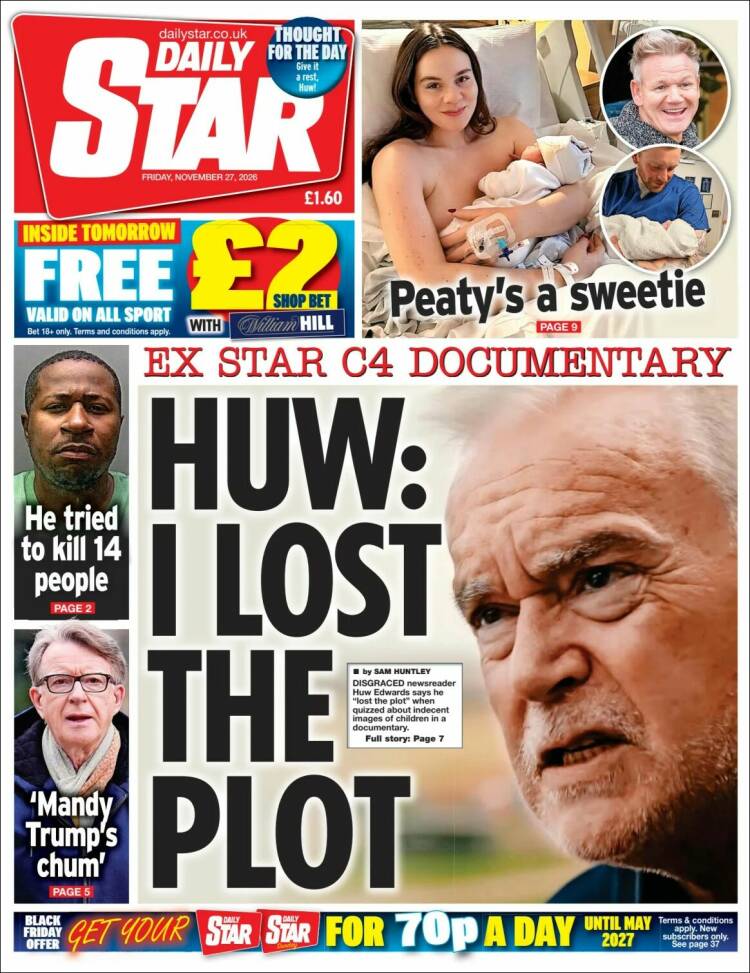 dailystar.co.uk
DAILY
STAR
FRIDAY, NOVEMBER 27, 2026
£1.60
THOUGHT
FOR THE DAY
Give it
a rest,
Huw!
INSIDE TOMORROW
FREE
VALID ON ALL SPORT
Bet 18+ only. Terms and conditions apply.
£2
SHOP BET
WITH
William HILL
Peaty's a sweetie
PAGE 9
He tried
to kill 14
people
PAGE 2
'Mandy
Trump's
chum'
PAGE 5
EX STAR C4 DOCUMENTARY
HUW:
I LOST
THE
PLOT
■ by SAM HUNTLEY
DISGRACED newsreader
Huw Edwards says he
"lost the plot" when
quizzed about indecent
images of children in a
documentary.
Full story: Page 7
BLACK
FRIDAY
OFFER
GET YOUR
DAILY
STAR
DAILY
STAR
Sunday
FOR 70p A DAY
UNTIL MAY
2027
Terms & conditions
apply. New
subscribers only.
See page 37